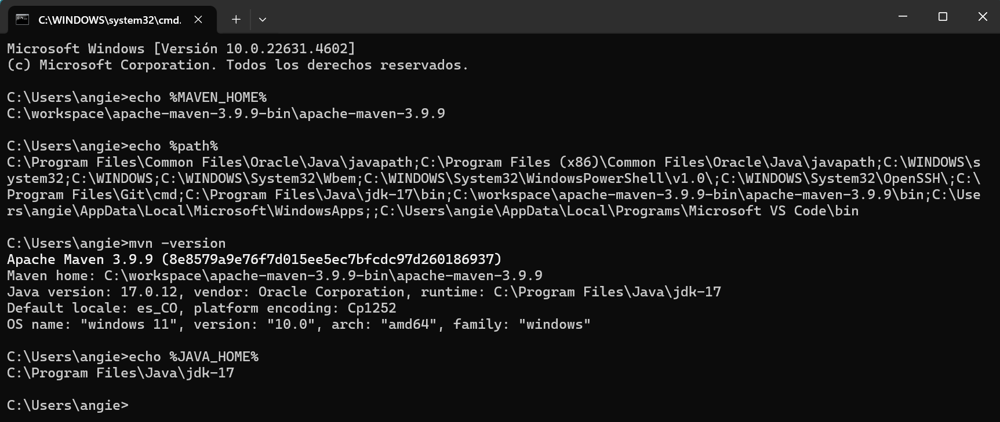 C:\WINDOWS\system32\cmd.
Microsoft Windows [Versión 10.0.22631.4602]
(c) Microsoft Corporation. Todos los derechos reservados.
C:\Users\angie>echo %MAVEN_HOME%
C:\workspace\apache-maven-3.9.9-bin\apache-maven-3.9.9
C:\Users\angie>echo %path%
C:\Program Files\Common Files\Oracle\Java\javapath;C:\Program Files (x86)\Common Files\Oracle\Java\javapath;C:\WINDOWS\s
ystem32;C:\WINDOWS;C:\WINDOWS\System32\Wbem;C:\WINDOWS\System32\WindowsPowerShell\v1.0\;C:\WINDOWS\System32\OpenSSH\;C:\
Program Files\Git\cmd;C:\Program Files\Java\jdk-17\bin;C:\workspace\apache-maven-3.9.9-bin\apache-maven-3.9.9\bin;C:\Use
rs\angie\AppData\Local\Microsoft\WindowsApps;;C:\Users\angie\AppData\Local\Programs\Microsoft VS Code\bin
C:\Users\angie>mvn -version
Apache Maven 3.9.9 (8e8579a9e76f7d015ee5ec7bfcdc97d260186937)
Maven home: C:\workspace\apache-maven-3.9.9-bin\apache-maven-3.9.9
Java version: 17.0.12, vendor: Oracle Corporation, runtime: C:\Program Files\Java\jdk-17
Default locale: es_CO, platform encoding: Cp1252
OS name: "windows 11", version: "10.0", arch: "amd64", family: "windows"
C:\Users\angie>echo %JAVA_HOME%
C:\Program Files\Java\jdk-17
C:\Users\angie>